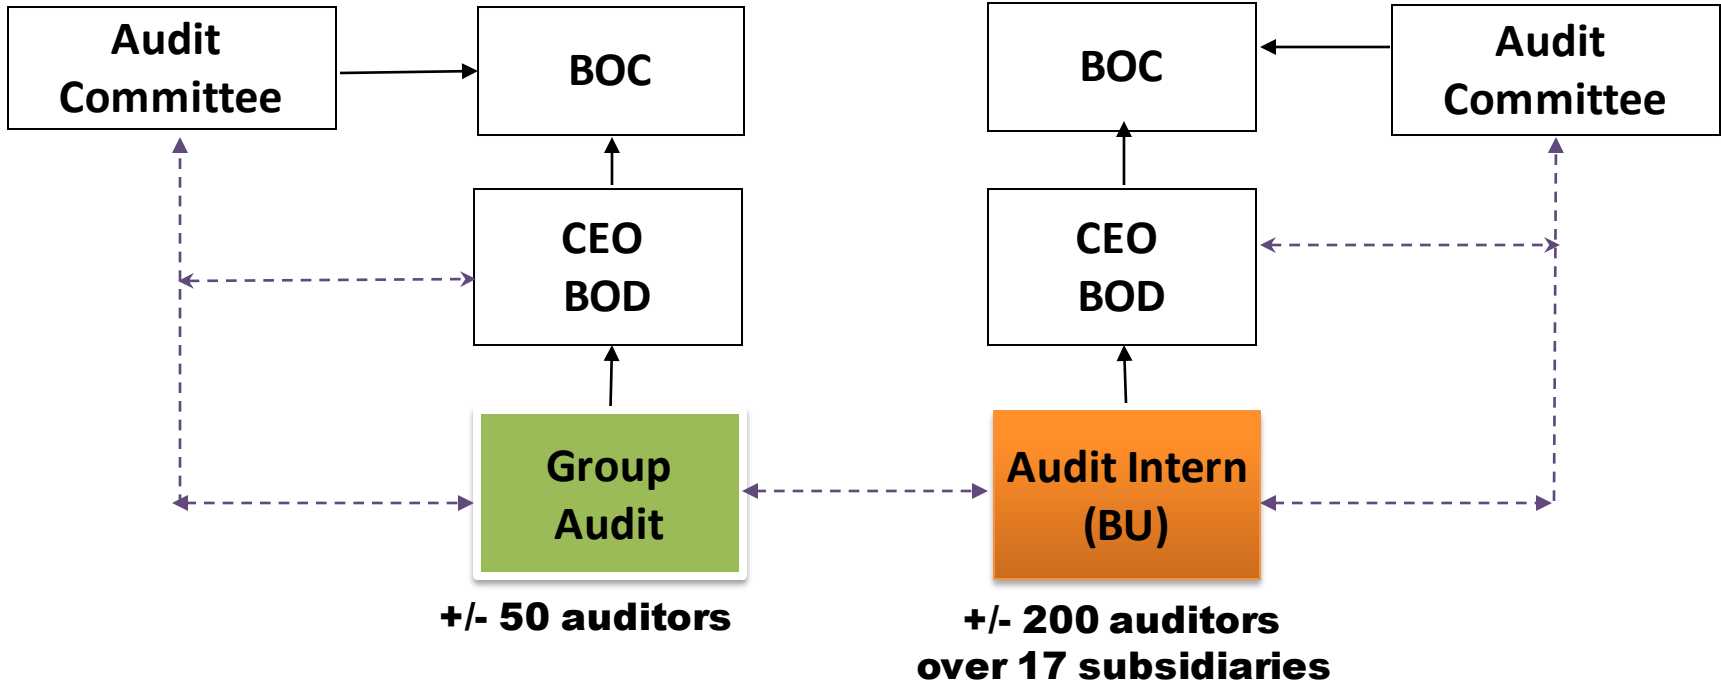 Audit
Committee
BOC
BOC
Audit
Committee
CEO
BOD
CEO
BOD
Group
Audit
Audit Intern
(BU)
+/- 50 auditors
+/- 200 auditors
over 17 subsidiaries